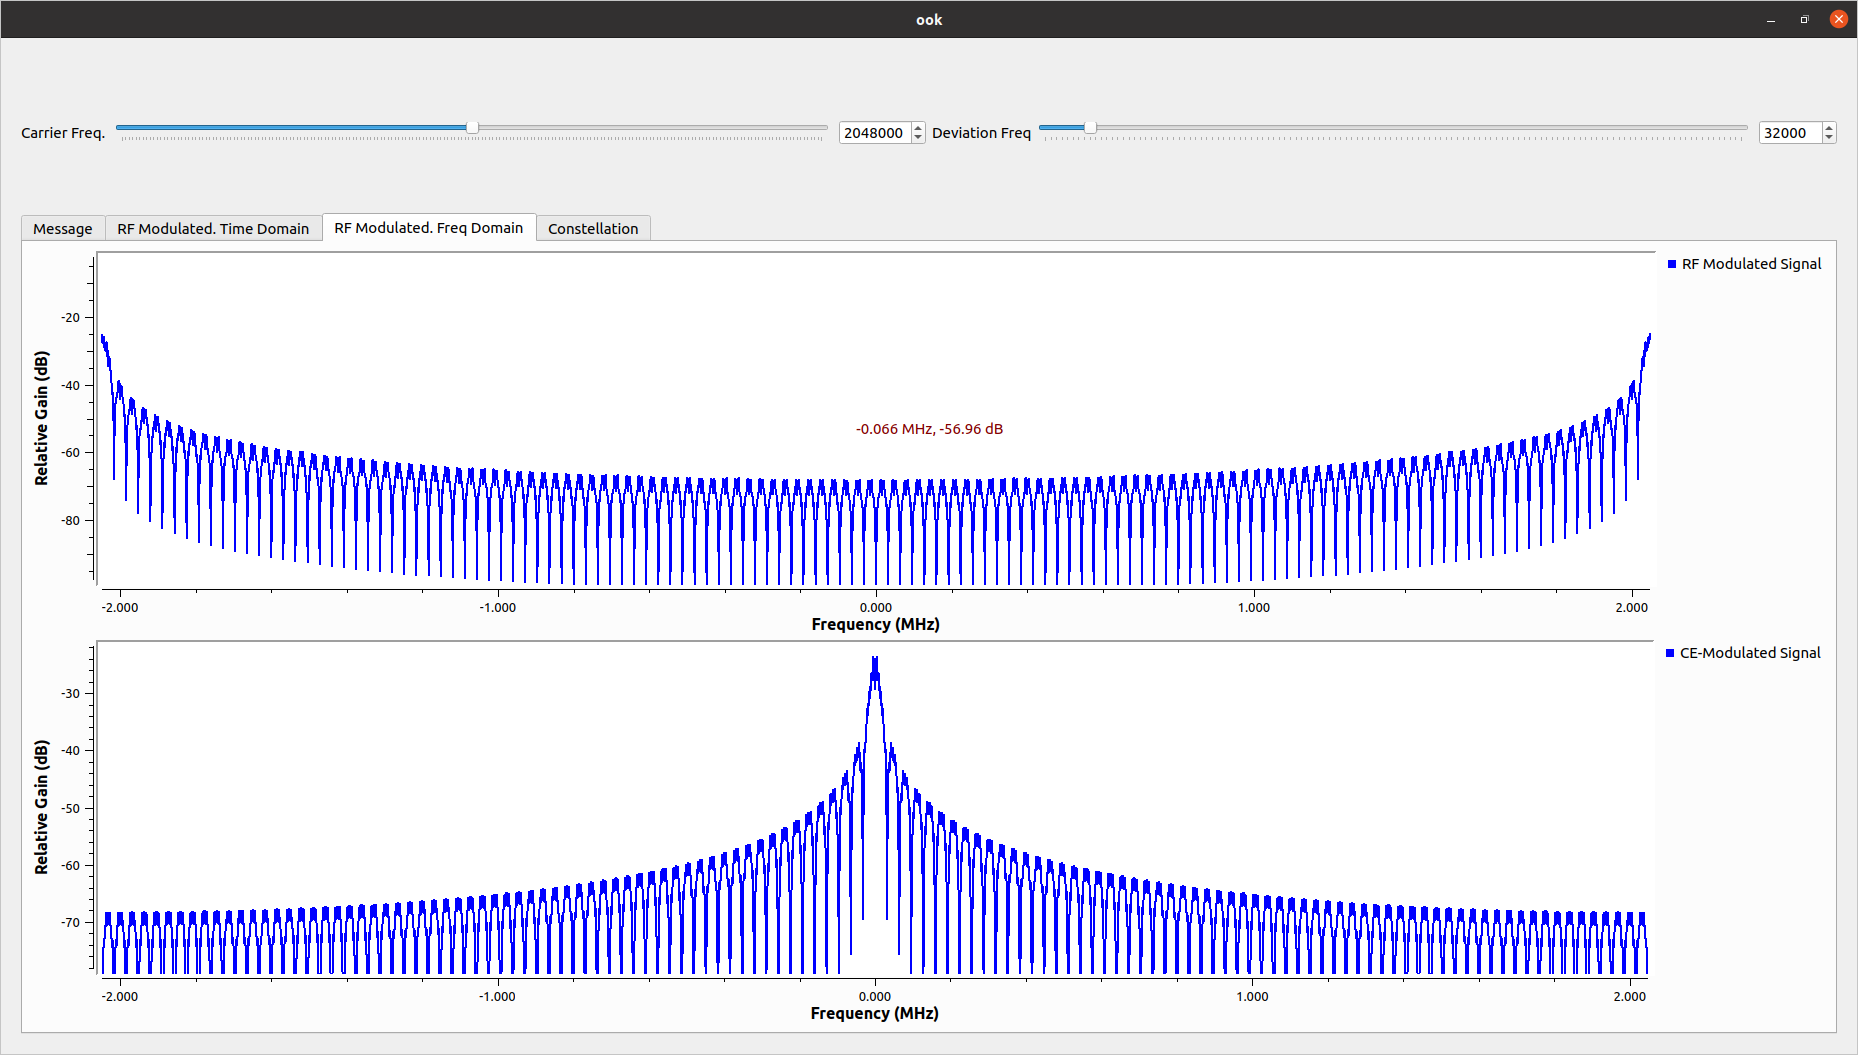 ook
Carrier Freq. 2048000 Deviation Freq 32000
Message RF Modulated. Time Domain RF Modulated. Freq Domain Constellation
RF Modulated Signal
-20
-40
-60
-80
Relative Gain (dB)
-0.066 MHz, -56.96 dB
-2.000 -1.000 0.000 1.000 2.000
Frequency (MHz)
CE-Modulated Signal
-30
-40
-50
-60
-70
Relative Gain (dB)
-2.000 -1.000 0.000 1.000 2.000
Frequency (MHz)